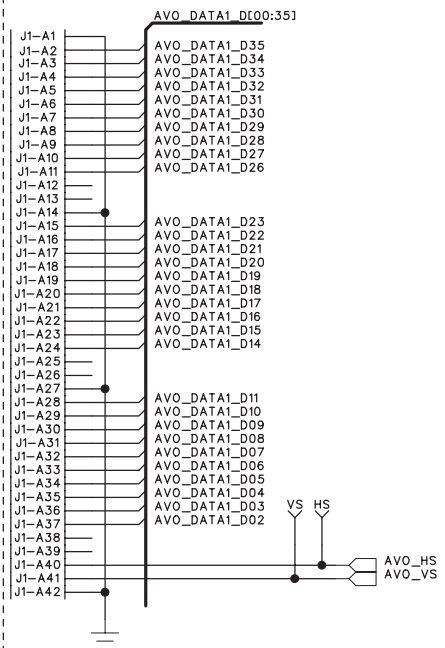 AVO_DATA1_D[00:35]
J1-A1
J1-A2 AVO_DATA1_D35
J1-A3 AVO_DATA1_D34
J1-A4 AVO_DATA1_D33
J1-A5 AVO_DATA1_D32
J1-A6 AVO_DATA1_D31
J1-A7 AVO_DATA1_D30
J1-A8 AVO_DATA1_D29
J1-A9 AVO_DATA1_D28
J1-A10 AVO_DATA1_D27
J1-A11 AVO_DATA1_D26
J1-A12
J1-A13
J1-A14
J1-A15 AVO_DATA1_D23
J1-A16 AVO_DATA1_D22
J1-A17 AVO_DATA1_D21
J1-A18 AVO_DATA1_D20
J1-A19 AVO_DATA1_D19
J1-A20 AVO_DATA1_D18
J1-A21 AVO_DATA1_D17
J1-A22 AVO_DATA1_D16
J1-A23 AVO_DATA1_D15
J1-A24 AVO_DATA1_D14
J1-A25
J1-A26
J1-A27
J1-A28 AVO_DATA1_D11
J1-A29 AVO_DATA1_D10
J1-A30 AVO_DATA1_D09
J1-A31 AVO_DATA1_D08
J1-A32 AVO_DATA1_D07
J1-A33 AVO_DATA1_D06
J1-A34 AVO_DATA1_D05
J1-A35 AVO_DATA1_D04
J1-A36 AVO_DATA1_D03
J1-A37 AVO_DATA1_D02
VS HS
J1-A38
J1-A39
J1-A40 AVO_HS
J1-A41 AVO_VS
J1-A42